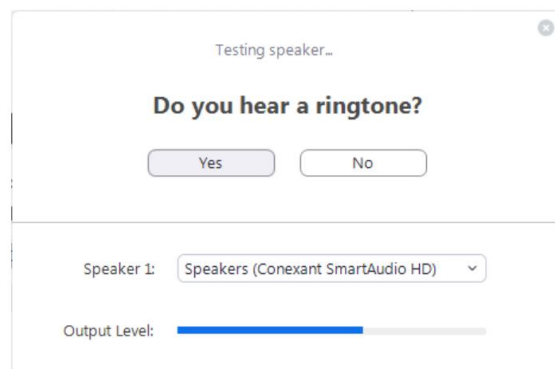 Testing speaker...
Do you hear a ringtone?
Yes No
Speaker 1: Speakers (Conexant SmartAudio HD)
Output Level: